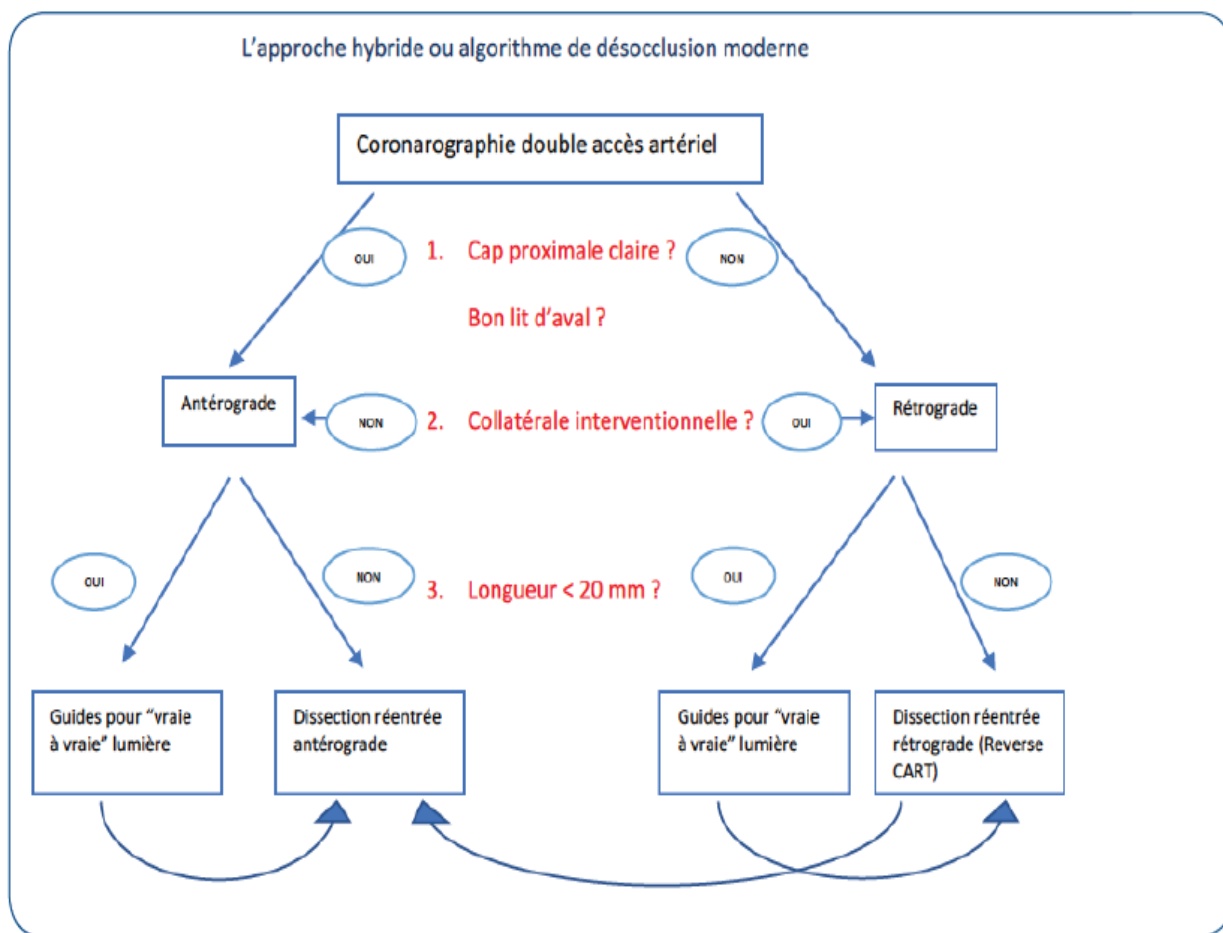 L'approche hybride ou algorithme de désocclusion moderne
Coronarographie double accès artériel
OUI
1. Cap proximale claire ?
NON
Bon lit d'aval ?
Antérograde
NON
2. Collatérale interventionnelle ?
OUI
Rétrograde
OUI
NON
3. Longueur < 20 mm ?
OUI
NON
Guides pour "vraie
à vraie" lumière
Dissection réentrée
antérograde
Guides pour "vraie
à vraie" lumière
Dissection réentrée
rétrograde (Reverse
CART)